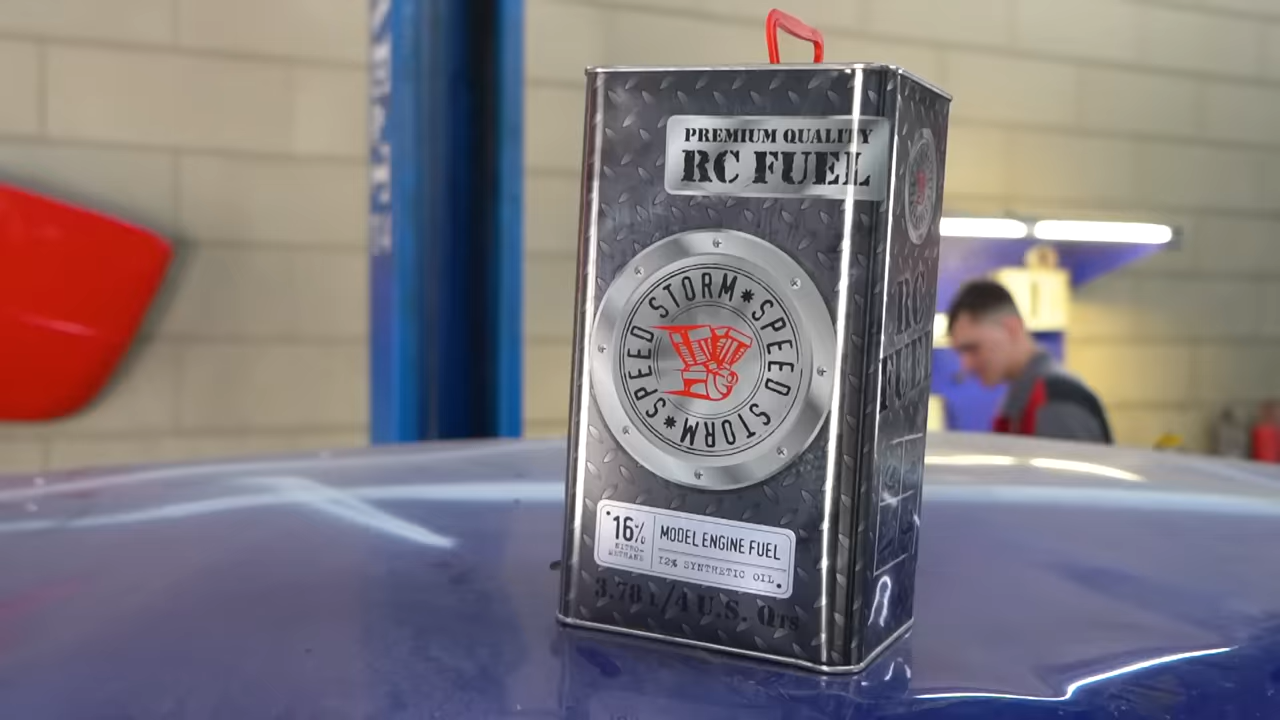 PREMIUM QUALITY
RC FUEL
SPEED STORM * SPEED STORM *
16%
NITRO-
METHANE
MODEL ENGINE FUEL
12% SYNTHETIC OIL
3.78 L/4 U.S. QTS
RC
FUEL